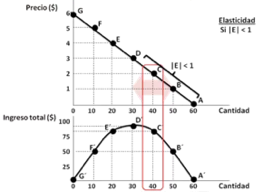 Precio ($)
Elasticidad
Si |E| < 1
6
G
5
F
4
E
3
D
|E| < 1
2
C
1
B
A
10 20 30 40 50 60 Cantidad
Ingreso total ($)
100
D´
75
E´
C´
50
F´
B´
25
0
G´
A´
10 20 30 40 50 60 Cantidad